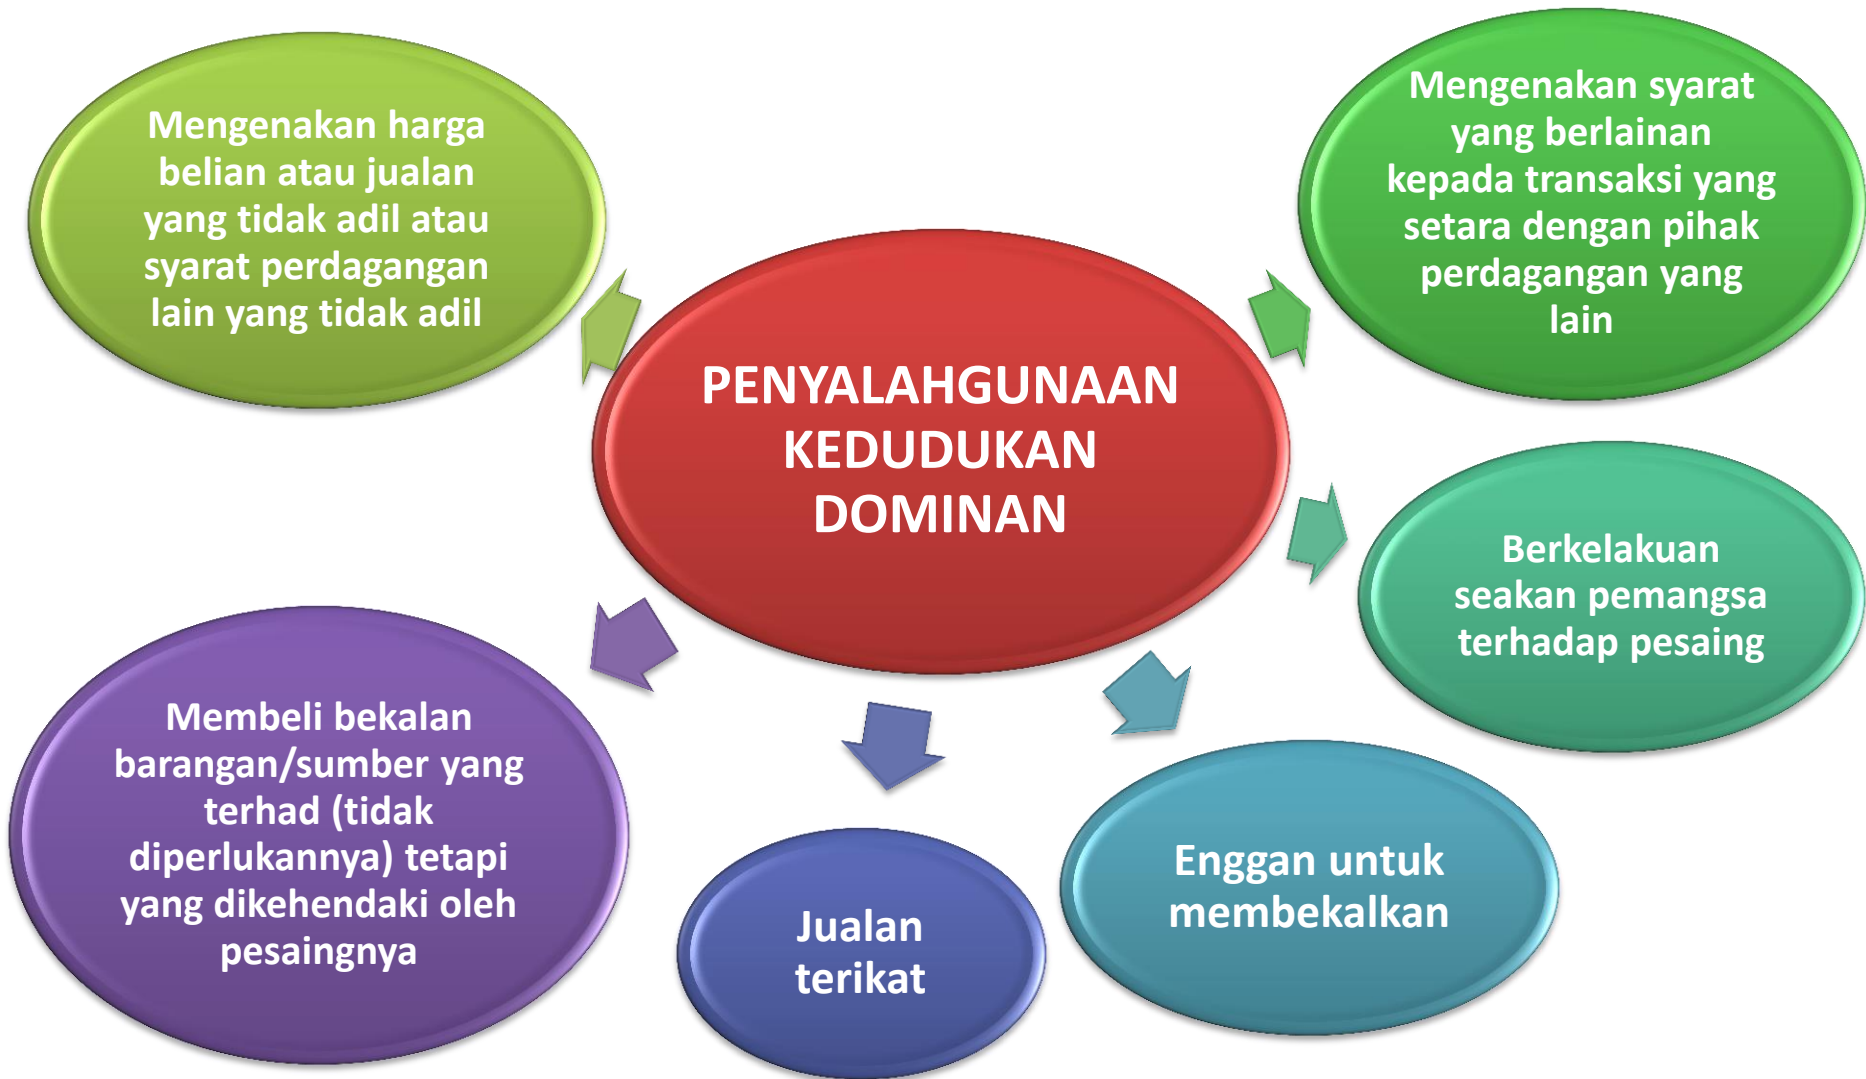 Mengenakan harga
belian atau jualan
yang tidak adil atau
syarat perdagangan
lain yang tidak adil
Mengenakan syarat
yang berlainan
kepada transaksi yang
setara dengan pihak
perdagangan yang
lain
PENYALAHGUNAAN
KEDUDUKAN
DOMINAN
Berkelakuan
seakan pemangsa
terhadap pesaing
Membeli bekalan
barangan/sumber yang
terhad (tidak
diperlukannya) tetapi
yang dikehendaki oleh
pesaingnya
Enggan untuk
membekalkan
Jualan
terikat